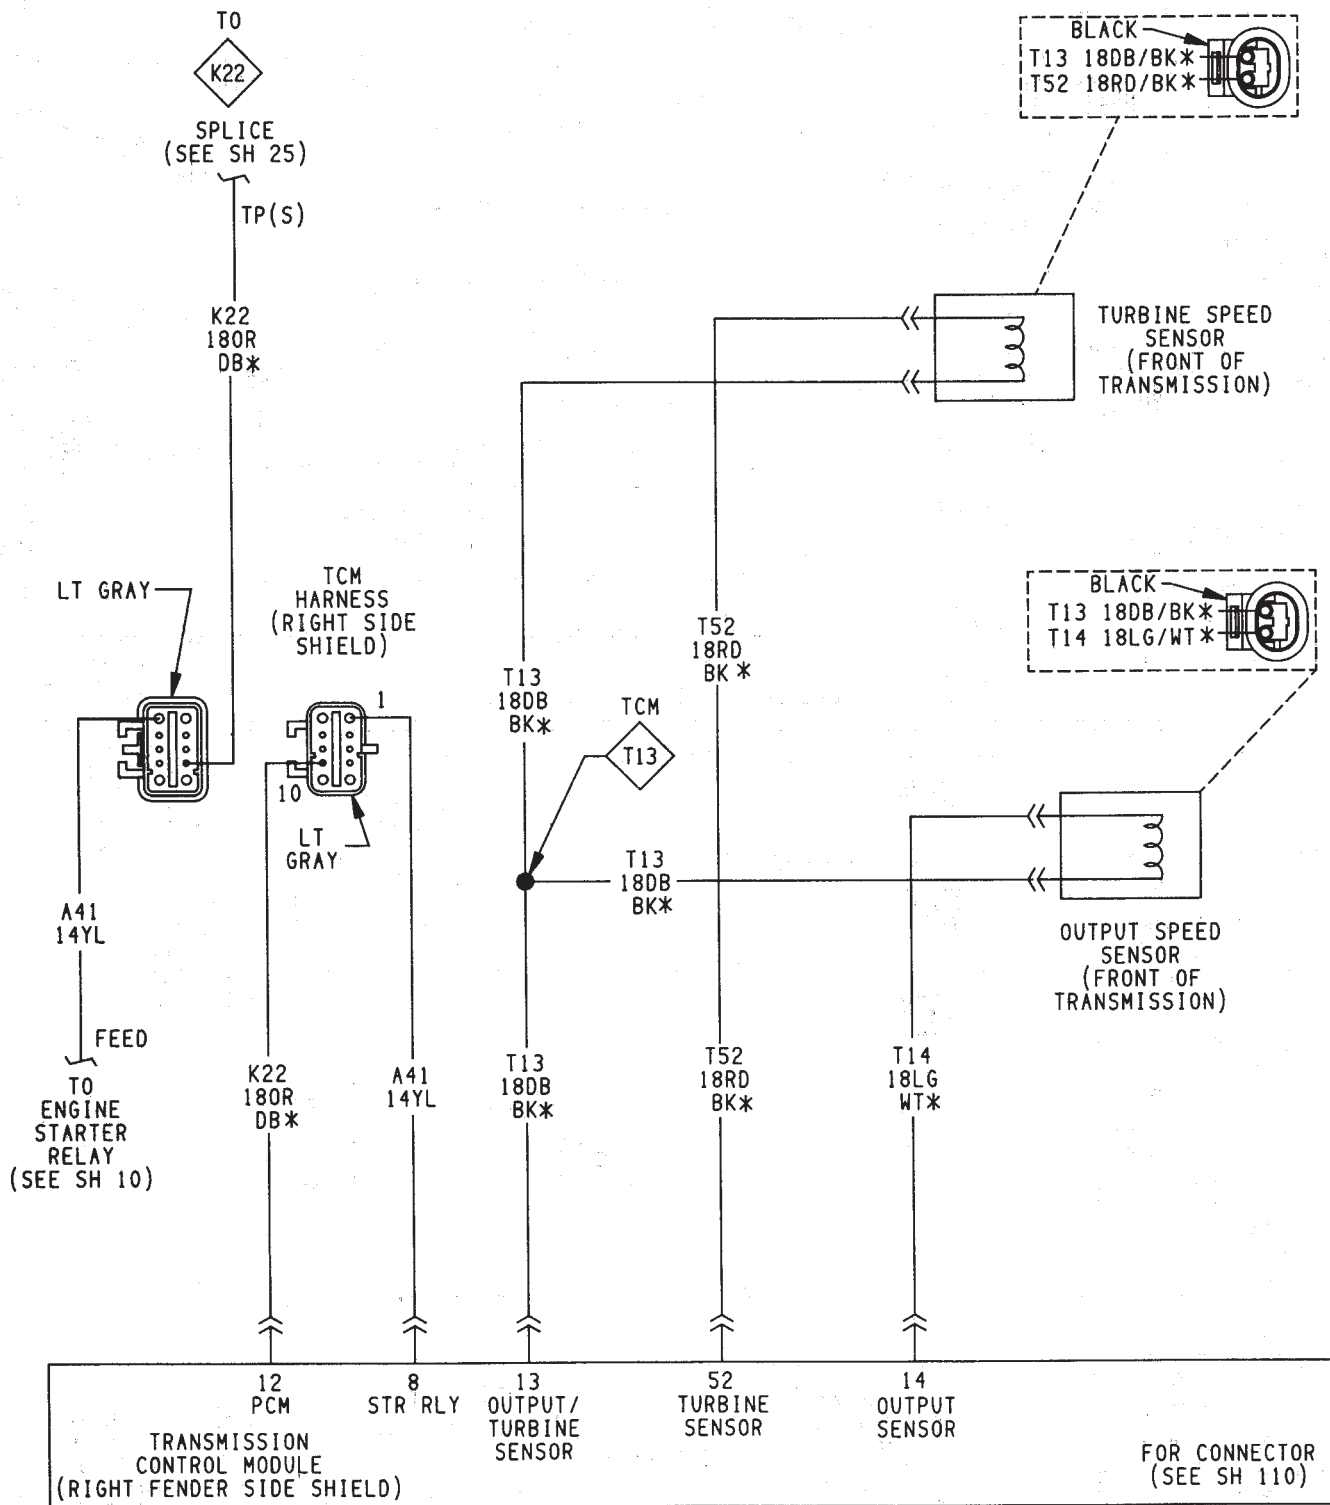 TO
K22
SPLICE
(SEE SH 25)
TP(S)
K22
18OR
DB*
BLACK
T13 18DB/BK*
T52 18RD/BK*
TURBINE SPEED
SENSOR
(FRONT OF
TRANSMISSION)
LT GRAY
TCM
HARNESS
(RIGHT SIDE
SHIELD)
1
10
LT
GRAY
T13
18DB
BK*
T52
18RD
BK *
TCM
T13
BLACK
T13 18DB/BK*
T14 18LG/WT*
T13
18DB
BK*
OUTPUT SPEED
SENSOR
(FRONT OF
TRANSMISSION)
A41
14YL
FEED
TO
ENGINE
STARTER
RELAY
(SEE SH 10)
K22
18OR
DB*
A41
14YL
T13
18DB
BK*
T52
18RD
BK*
T14
18LG
WT*
12
PCM
8
STR RLY
13
OUTPUT/
TURBINE
SENSOR
52
TURBINE
SENSOR
14
OUTPUT
SENSOR
TRANSMISSION
CONTROL MODULE
(RIGHT FENDER SIDE SHIELD)
FOR CONNECTOR
(SEE SH 110)